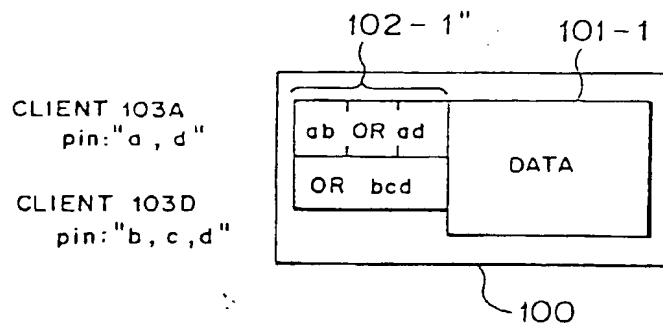 102-1"
101-1
CLIENT 103A
pin:"a, d"
ab OR ad
DATA
OR bcd
CLIENT 103D
pin:"b, c, d"
100